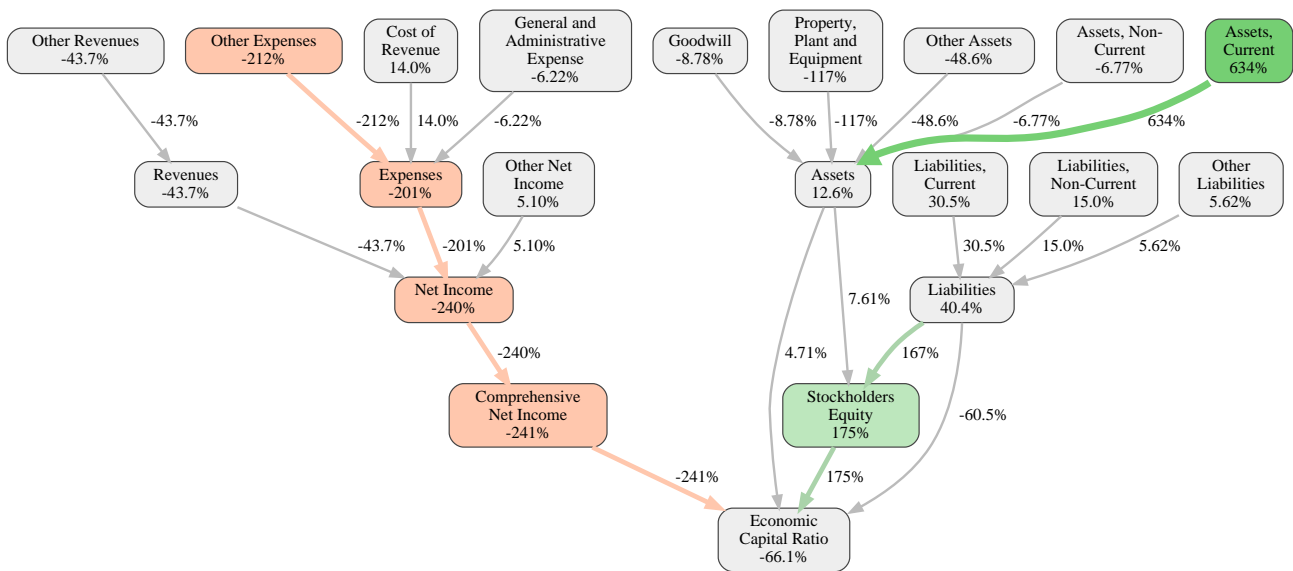 Other Revenues
-43.7%
Other Expenses
-212%
Cost of
Revenue
14.0%
General and
Administrative
Expense
-6.22%
Goodwill
-8.78%
Property,
Plant and
Equipment
-117%
Other Assets
-48.6%
Assets, Non-
Current
-6.77%
Assets,
Current
634%
-43.7%
-212%
14.0%
-6.22%
-8.78%
-117%
-48.6%
-6.77%
634%
Revenues
-43.7%
Expenses
-201%
Other Net
Income
5.10%
Assets
12.6%
Liabilities,
Current
30.5%
Liabilities,
Non-Current
15.0%
Other
Liabilities
5.62%
-43.7%
-201%
5.10%
30.5%
15.0%
5.62%
Net Income
-240%
7.61%
Liabilities
40.4%
-240%
4.71%
167%
Comprehensive
Net Income
-241%
Stockholders
Equity
175%
-60.5%
-241%
175%
Economic
Capital Ratio
-66.1%